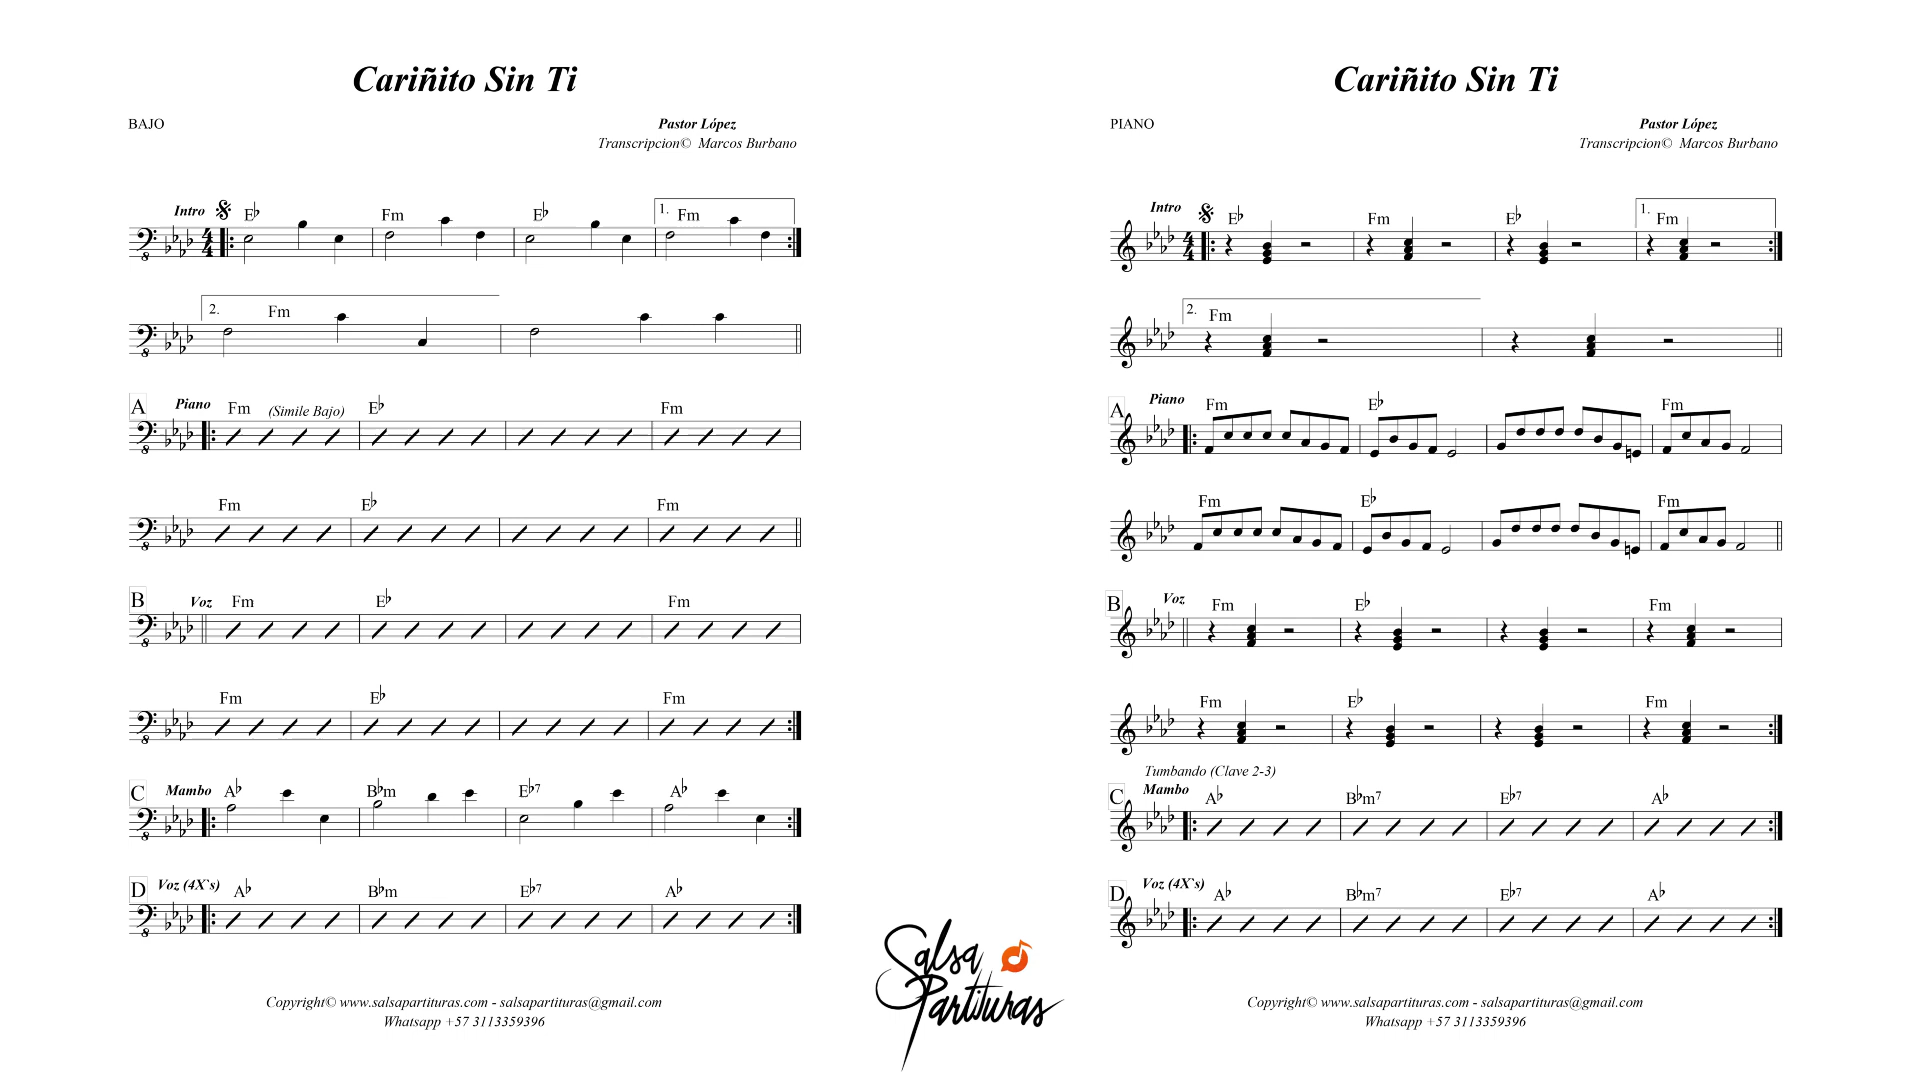 Cariñito Sin Ti
BAJO
Pastor López
Transcripcion© Marcos Burbano
Intro E♭ Fm E♭ 1. Fm
2. Fm
A Piano Fm (Simile Bajo) E♭ Fm
Fm E♭ Fm
B Voz Fm E♭ Fm
Fm E♭ Fm
C Mambo A♭ B♭m E♭7 A♭
D Voz (4X`s) A♭ B♭m E♭7 A♭
Copyright© www.salsapartituras.com - salsapartituras@gmail.com
Whatsapp +57 3113359396
Salsa
Partituras
Cariñito Sin Ti
PIANO
Pastor López
Transcripcion© Marcos Burbano
Intro E♭ Fm E♭ 1. Fm
2. Fm
A Piano Fm E♭ Fm
Fm E♭ Fm
B Voz Fm E♭ Fm
Fm E♭ Fm
Tumbando (Clave 2-3)
C Mambo A♭ B♭m7 E♭7 A♭
D Voz (4X`s) A♭ B♭m7 E♭7 A♭
Copyright© www.salsapartituras.com - salsapartituras@gmail.com
Whatsapp +57 3113359396